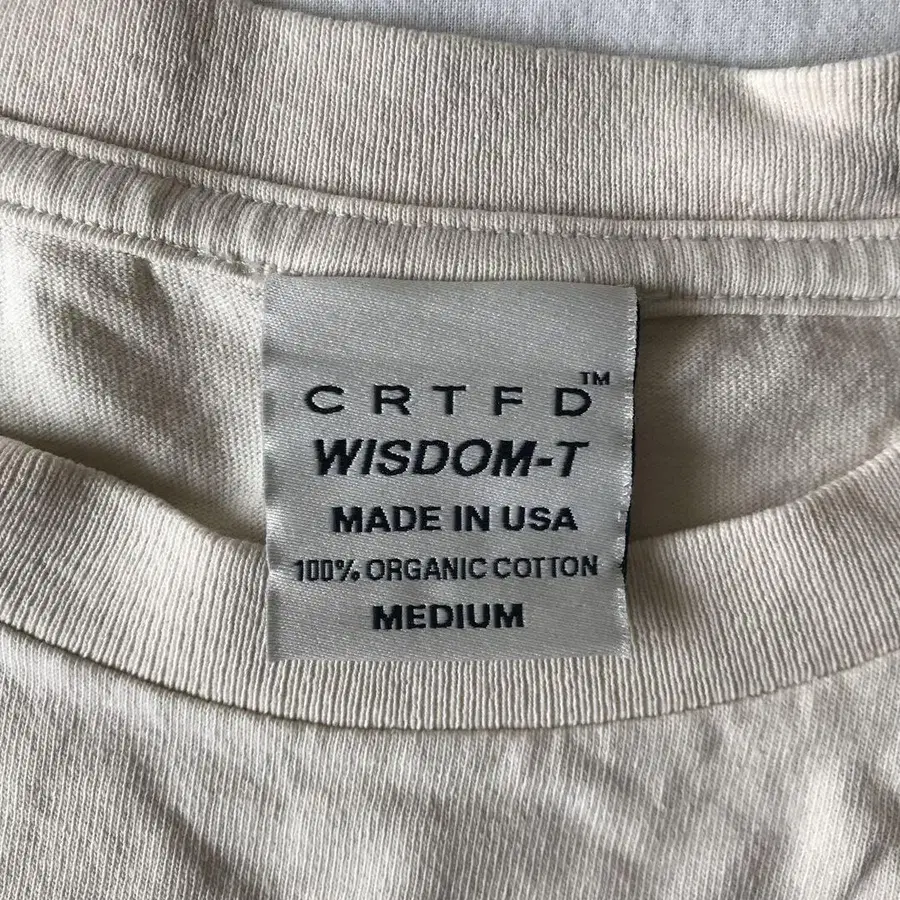 CRTFD™
WISDOM-T
MADE IN USA
100% ORGANIC COTTON
MEDIUM